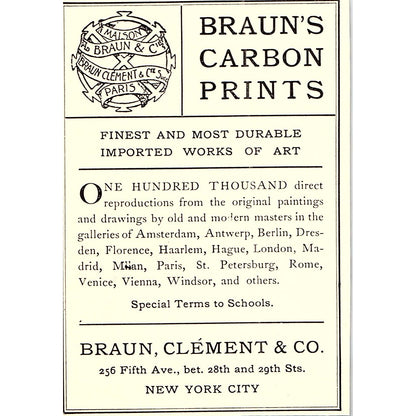 A MAISON
AD. BRAUN & Cie
BRAUN CLÉMENT & Cie Succrs
PARIS
BRAUN'S
CARBON
PRINTS
FINEST AND MOST DURABLE
IMPORTED WORKS OF ART
ONE HUNDRED THOUSAND direct
reproductions from the original paintings
and drawings by old and modern masters in the
galleries of Amsterdam, Antwerp, Berlin, Dres-
den, Florence, Haarlem, Hague, London, Ma-
drid, Milan, Paris, St. Petersburg, Rome,
Venice, Vienna, Windsor, and others.
Special Terms to Schools.
BRAUN, CLÉMENT & CO.
256 Fifth Ave., bet. 28th and 29th Sts.
NEW YORK CITY